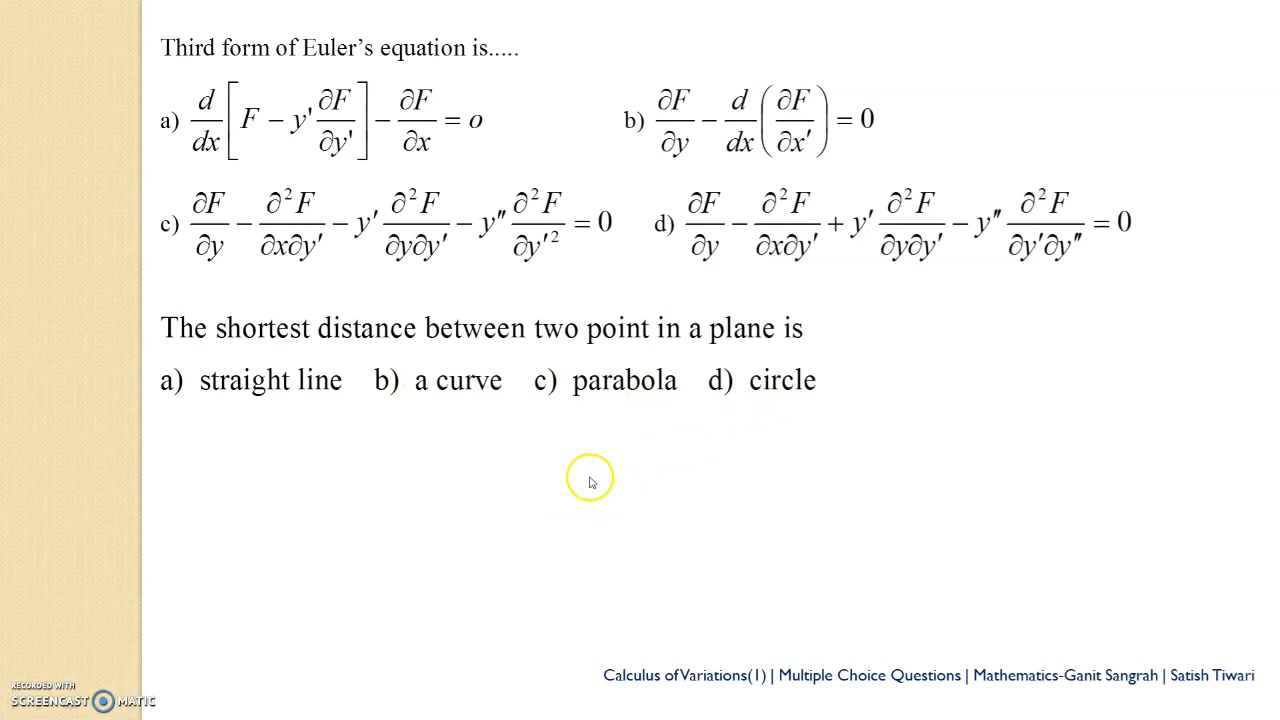 Third form of Euler’s equation is.....
a) d/dx [F − y' ∂F/∂y'] − ∂F/∂x = o b) ∂F/∂y − d/dx (∂F/∂x′) = 0
c) ∂F/∂y − ∂²F/∂x∂y′ − y′ ∂²F/∂y∂y′ − y″ ∂²F/∂y′² = 0 d) ∂F/∂y − ∂²F/∂x∂y′ + y′ ∂²F/∂y∂y′ − y″ ∂²F/∂y′∂y″ = 0
The shortest distance between two point in a plane is
a) straight line b) a curve c) parabola d) circle
Calculus of Variations(1) | Multiple Choice Questions | Mathematics-Ganit Sangrah | Satish Tiwari
RECORDED WITH
SCREENCAST MATIC